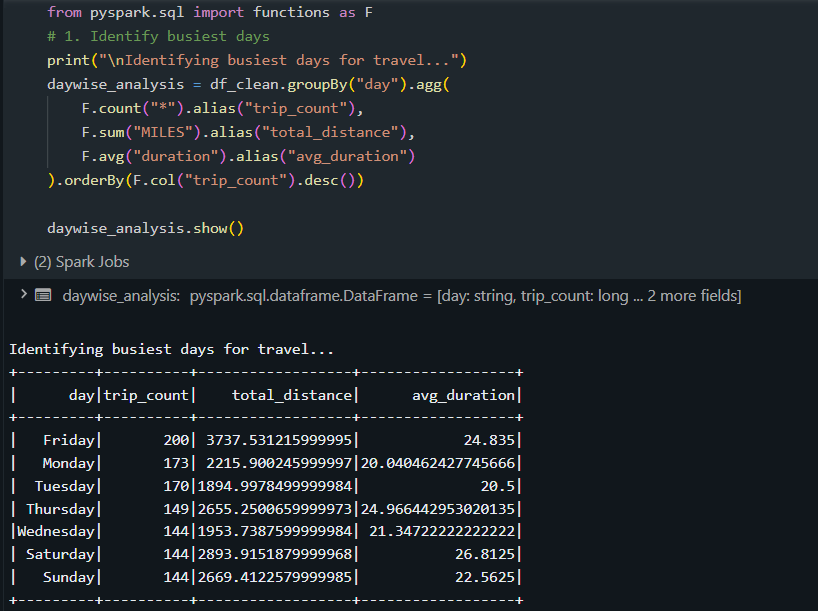 from pyspark.sql import functions as F
# 1. Identify busiest days
print("\nIdentifying busiest days for travel...")
daywise_analysis = df_clean.groupBy("day").agg(
    F.count("*").alias("trip_count"),
    F.sum("MILES").alias("total_distance"),
    F.avg("duration").alias("avg_duration")
).orderBy(F.col("trip_count").desc())
daywise_analysis.show()
(2) Spark Jobs
daywise_analysis: pyspark.sql.dataframe.DataFrame = [day: string, trip_count: long ... 2 more fields]
Identifying busiest days for travel...
+---------+----------+------------------+------------------+
|      day|trip_count|    total_distance|      avg_duration|
+---------+----------+------------------+------------------+
|   Friday|       200| 3737.531215999995|            24.835|
|   Monday|       173| 2215.900245999997|20.040462427745666|
|  Tuesday|       170|1894.9978499999984|              20.5|
| Thursday|       149|2655.2500659999973|24.966442953020135|
|Wednesday|       144|1953.7387599999984| 21.34722222222222|
| Saturday|       144|2893.9151879999968|           26.8125|
|   Sunday|       144|2669.4122579999985|           22.5625|
+---------+----------+------------------+------------------+